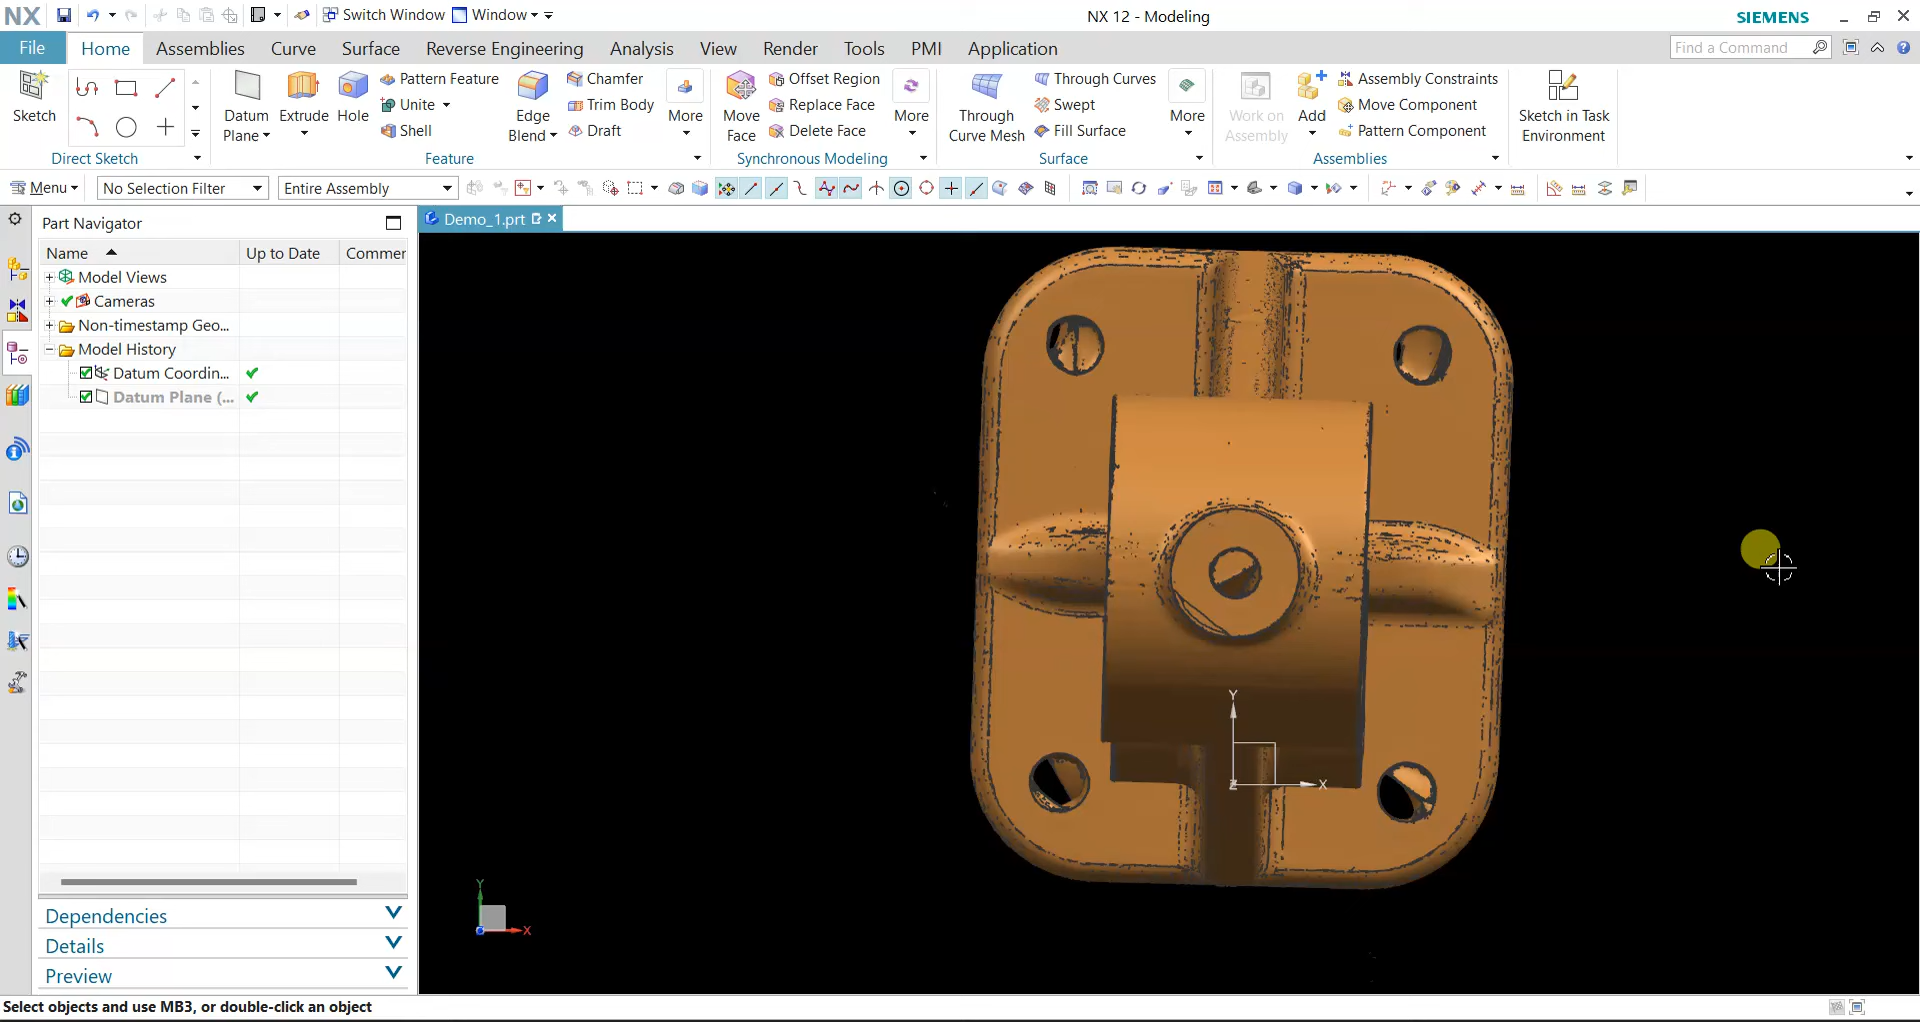 NX
Switch Window
Window
NX 12 - Modeling
SIEMENS
File
Home
Assemblies
Curve
Surface
Reverse Engineering
Analysis
View
Render
Tools
PMI
Application
Find a Command
Sketch
Direct Sketch
Datum
Plane
Extrude
Hole
Pattern Feature
Unite
Shell
Edge
Blend
Chamfer
Trim Body
Draft
More
Feature
Move
Face
Offset Region
Replace Face
Delete Face
More
Synchronous Modeling
Through
Curve Mesh
Through Curves
Swept
Fill Surface
More
Surface
Work on
Assembly
Add
Assembly Constraints
Move Component
Pattern Component
Assemblies
Sketch in Task
Environment
Menu
No Selection Filter
Entire Assembly
Part Navigator
Demo_1.prt
Name
Up to Date
Commer
Model Views
Cameras
Non-timestamp Geo...
Model History
Datum Coordin...
Datum Plane (...
Y
Z
X
Y
X
Dependencies
Details
Preview
Select objects and use MB3, or double-click an object